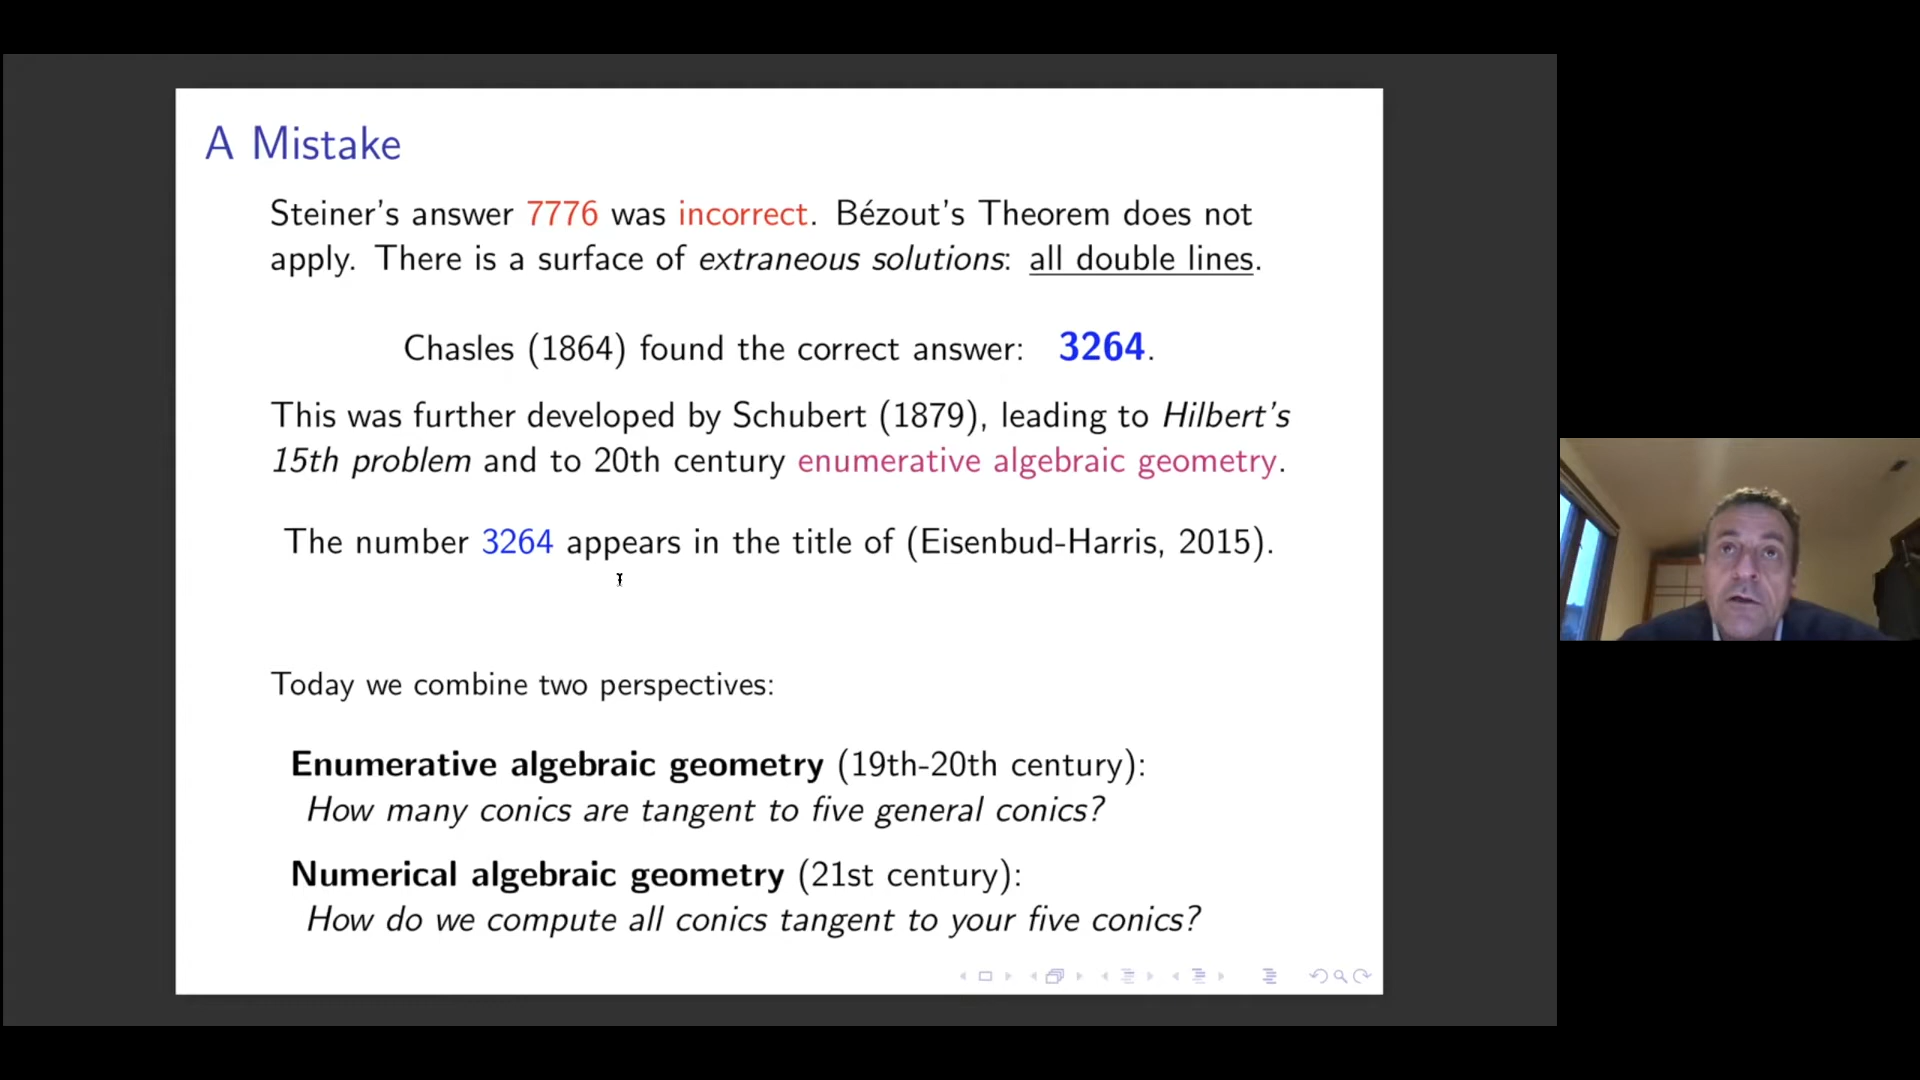 A Mistake
Steiner's answer 7776 was incorrect. Bézout's Theorem does not
apply. There is a surface of extraneous solutions: all double lines.
Chasles (1864) found the correct answer: 3264.
This was further developed by Schubert (1879), leading to Hilbert's
15th problem and to 20th century enumerative algebraic geometry.
The number 3264 appears in the title of (Eisenbud-Harris, 2015).
Today we combine two perspectives:
Enumerative algebraic geometry (19th-20th century):
How many conics are tangent to five general conics?
Numerical algebraic geometry (21st century):
How do we compute all conics tangent to your five conics?